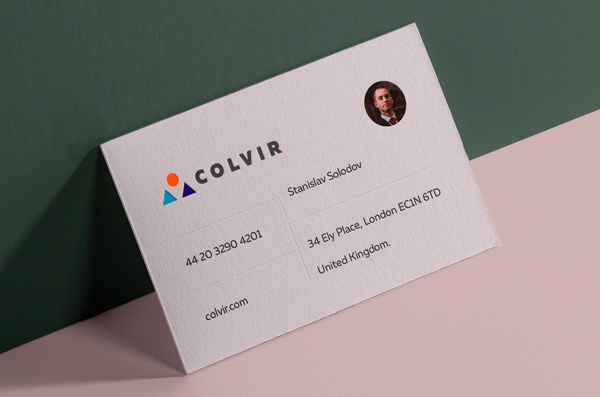 COLVIR
Stanislav Solodov
44 20 3290 4201
34 Ely Place, London EC1N 6TD
United Kingdom.
colvir.com